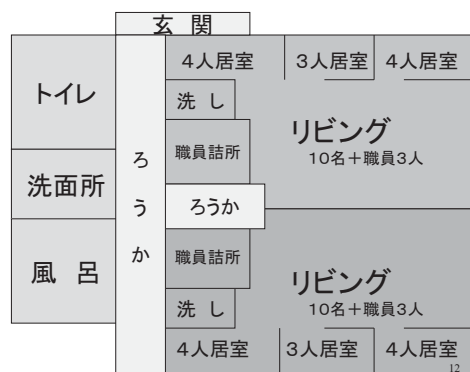 玄 関
4人居室 3人居室 4人居室
トイレ
洗 し
リビング
10名＋職員3人
職員詰所
洗面所
ろうか
ろうか
職員詰所
風 呂
リビング
10名＋職員3人
洗 し
4人居室 3人居室 4人居室
12